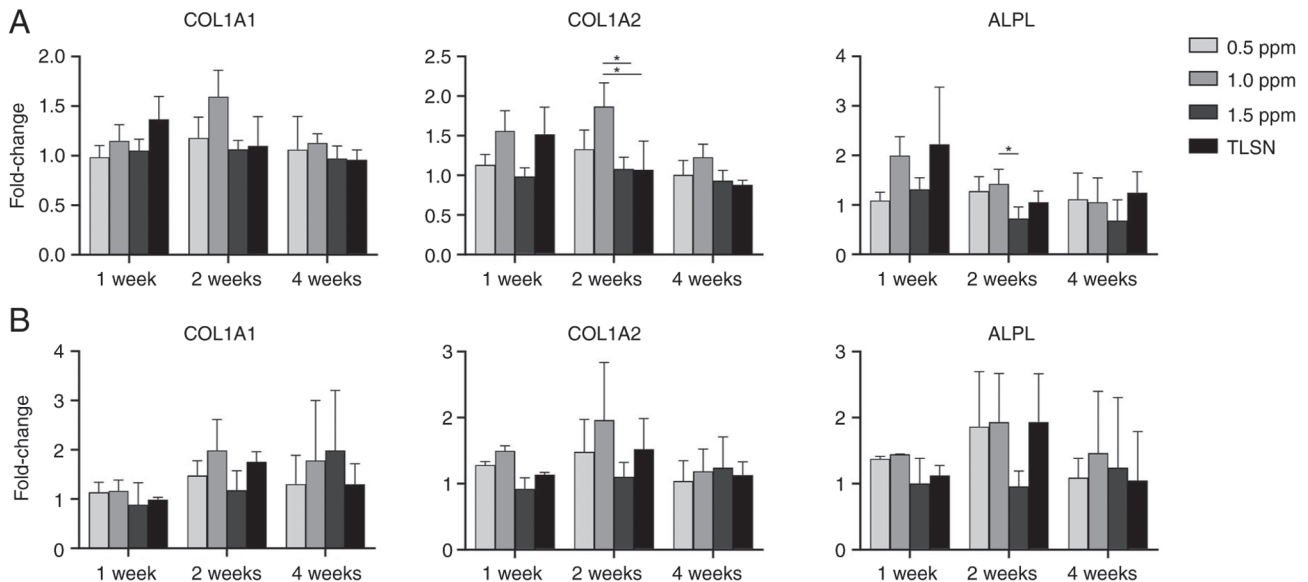 A
COL1A1
COL1A2
ALPL
Fold-change
2.0
1.5
1.0
0.5
0.0
1 week 2 weeks 4 weeks
2.5
2.0
1.5
1.0
0.5
0.0
* 
*
1 week 2 weeks 4 weeks
4
3
2
1
0
*
1 week 2 weeks 4 weeks
0.5 ppm
1.0 ppm
1.5 ppm
TLSN
B
COL1A1
COL1A2
ALPL
Fold-change
4
3
2
1
0
1 week 2 weeks 4 weeks
3
2
1
0
1 week 2 weeks 4 weeks
3
2
1
0
1 week 2 weeks 4 weeks